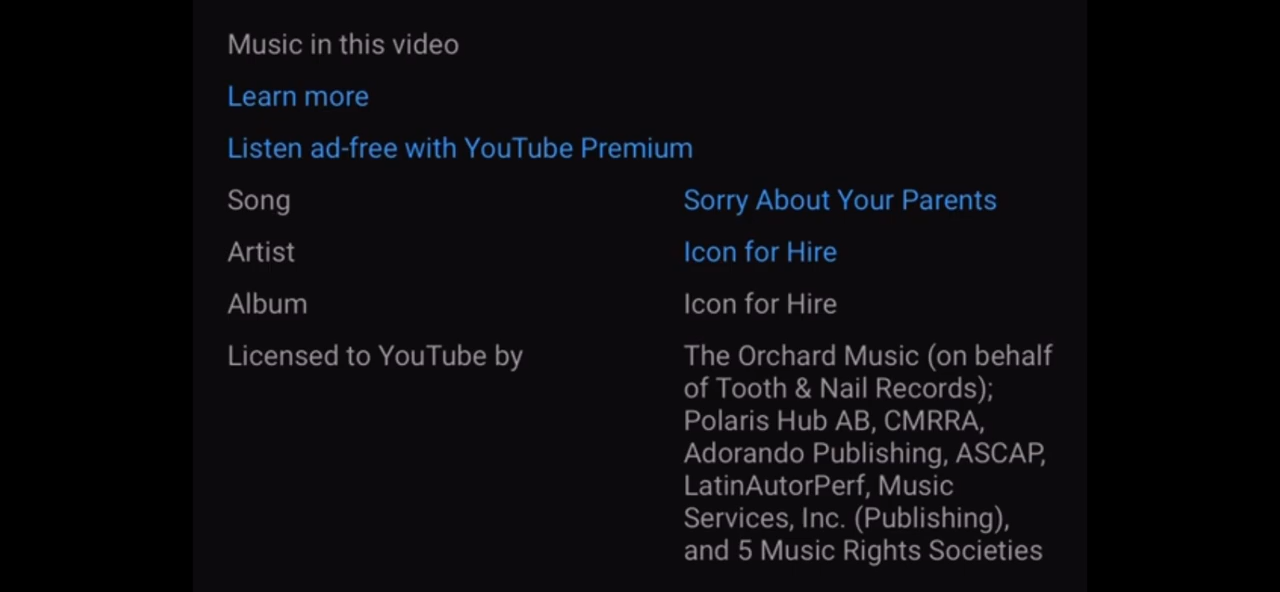 Music in this video
Learn more
Listen ad-free with YouTube Premium
Song
Sorry About Your Parents
Artist
Icon for Hire
Album
Icon for Hire
Licensed to YouTube by
The Orchard Music (on behalf
of Tooth & Nail Records);
Polaris Hub AB, CMRRA,
Adorando Publishing, ASCAP,
LatinAutorPerf, Music
Services, Inc. (Publishing),
and 5 Music Rights Societies